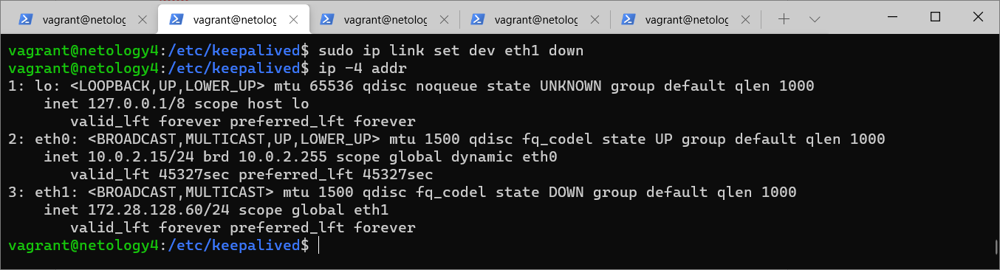 vagrant@netolog vagrant@netolog vagrant@netolog vagrant@netolog vagrant@netolog
vagrant@netology4:/etc/keepalived$ sudo ip link set dev eth1 down
vagrant@netology4:/etc/keepalived$ ip -4 addr
1: lo: <LOOPBACK,UP,LOWER_UP> mtu 65536 qdisc noqueue state UNKNOWN group default qlen 1000
    inet 127.0.0.1/8 scope host lo
       valid_lft forever preferred_lft forever
2: eth0: <BROADCAST,MULTICAST,UP,LOWER_UP> mtu 1500 qdisc fq_codel state UP group default qlen 1000
    inet 10.0.2.15/24 brd 10.0.2.255 scope global dynamic eth0
       valid_lft 45327sec preferred_lft 45327sec
3: eth1: <BROADCAST,MULTICAST> mtu 1500 qdisc fq_codel state DOWN group default qlen 1000
    inet 172.28.128.60/24 scope global eth1
       valid_lft forever preferred_lft forever
vagrant@netology4:/etc/keepalived$